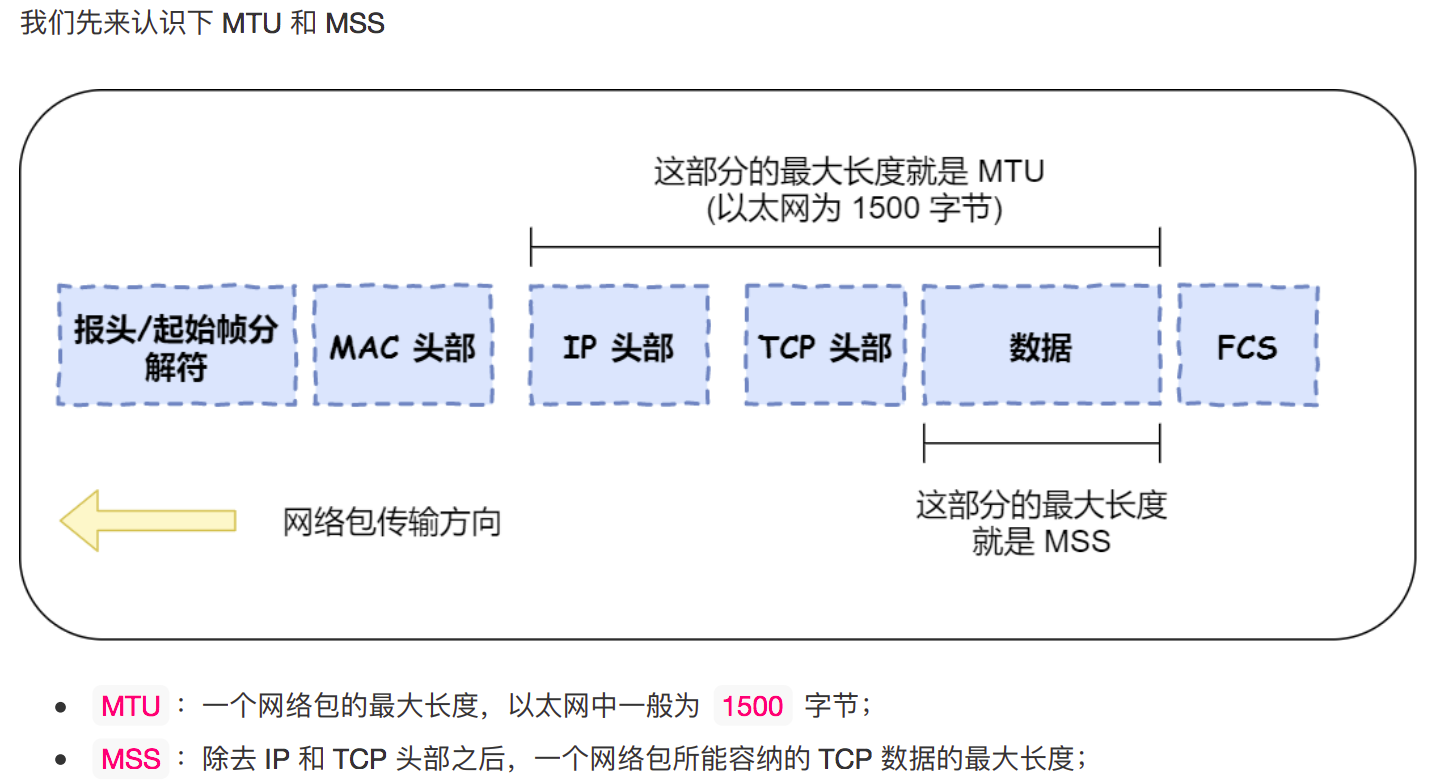 我们先来认识下 MTU 和 MSS
这部分的最大长度就是 MTU
(以太网为 1500 字节)
报头/起始帧分
解符
MAC 头部
IP 头部
TCP 头部
数据
FCS
网络包传输方向
这部分的最大长度
就是 MSS
MTU：一个网络包的最大长度，以太网中一般为 1500 字节；
MSS：除去 IP 和 TCP 头部之后，一个网络包所能容纳的 TCP 数据的最大长度；